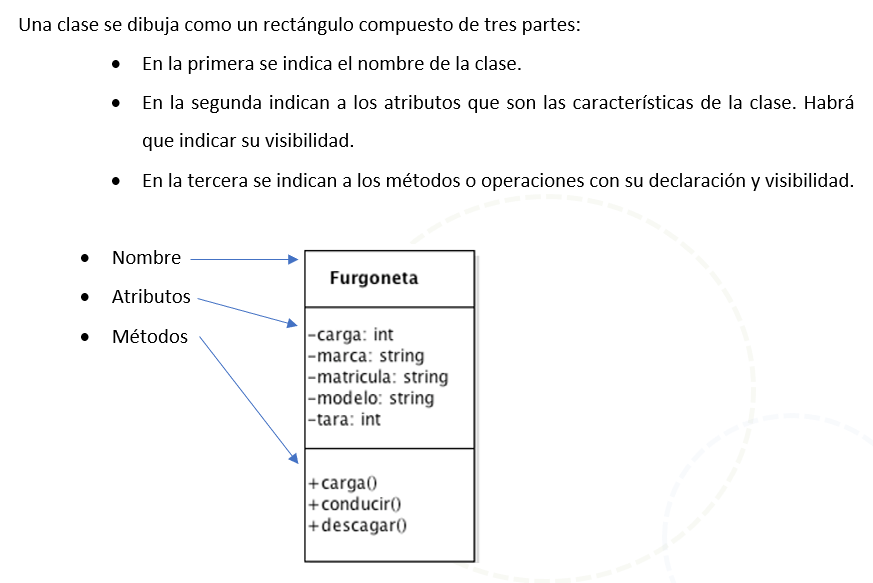 Una clase se dibuja como un rectángulo compuesto de tres partes:
• En la primera se indica el nombre de la clase.
• En la segunda indican a los atributos que son las características de la clase. Habrá
que indicar su visibilidad.
• En la tercera se indican a los métodos o operaciones con su declaración y visibilidad.
• Nombre
• Atributos
• Métodos
Furgoneta
-carga: int
-marca: string
-matricula: string
-modelo: string
-tara: int
+carga()
+conducir()
+descagar()